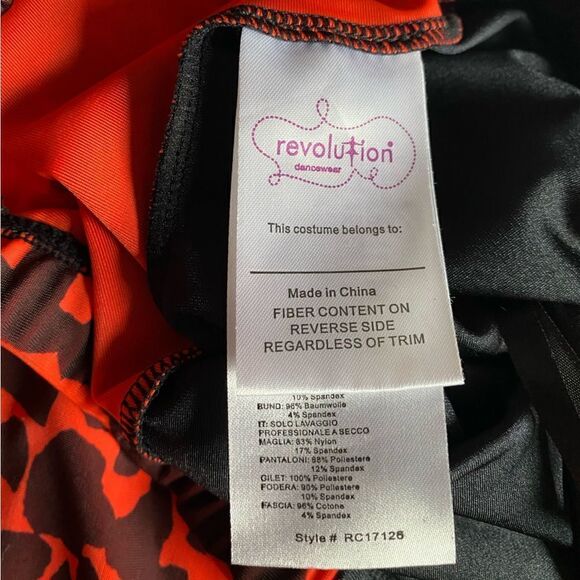 revolution
dancewear
This costume belongs to:
Made in China
FIBER CONTENT ON
REVERSE SIDE
REGARDLESS OF TRIM
10% Spandex
BUND: 96% Baumwolle
4% Spandex
IT: SOLO LAVAGGIO
PROFESSIONALE A SECCO
MAGLIA: 83% Nylon
17% Spandex
PANTALONI: 88% Poliestere
12% Spandex
GILET: 100% Poliestere
FODERA: 90% Poliestere
10% Spandex
FASCIA: 96% Cotone
4% Spandex
Style # RC17126